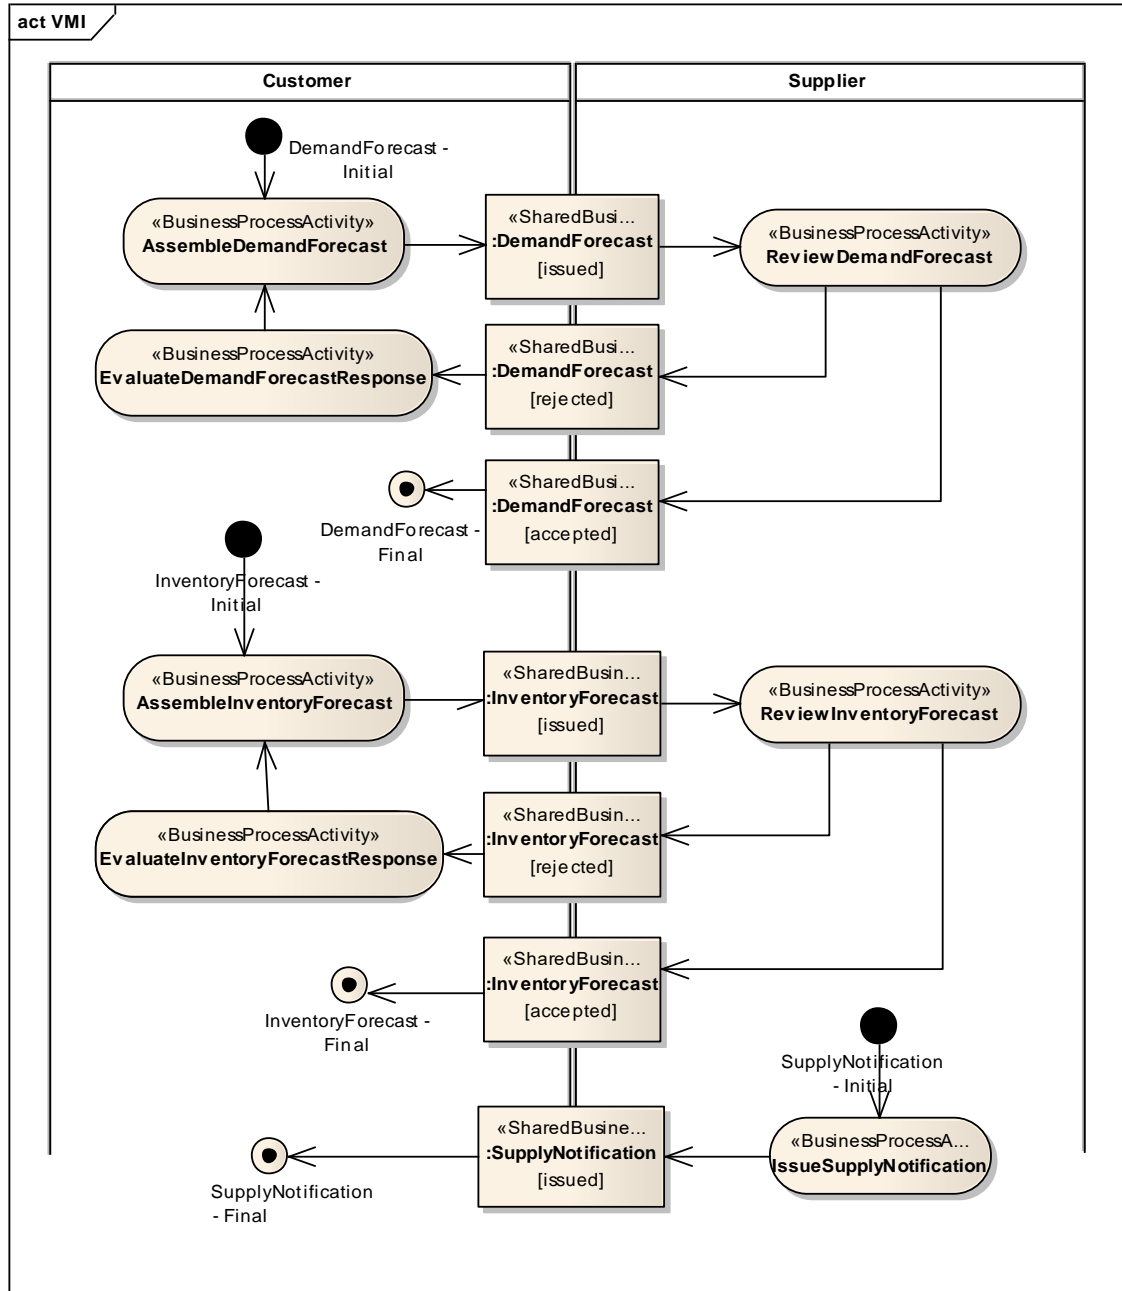 act VMI
Customer
Supplier
DemandForecast -
Initial
«BusinessProcessActivity»
AssembleDemandForecast
«SharedBusi...
:DemandForecast
[issued]
«BusinessProcessActivity»
ReviewDemandForecast
«BusinessProcessActivity»
EvaluateDemandForecastResponse
«SharedBusi...
:DemandForecast
[rejected]
«SharedBusi...
:DemandForecast
[accepted]
DemandForecast -
Final
InventoryForecast -
Initial
«BusinessProcessActivity»
AssembleInventoryForecast
«SharedBusin...
:InventoryForecast
[issued]
«BusinessProcessActivity»
ReviewInventoryForecast
«BusinessProcessActivity»
EvaluateInventoryForecastResponse
«SharedBusin...
:InventoryForecast
[rejected]
«SharedBusin...
:InventoryForecast
[accepted]
InventoryForecast -
Final
SupplyNotification
- Initial
«BusinessProcessA...
IssueSupplyNotification
«SharedBusine...
:SupplyNotification
[issued]
SupplyNotification
- Final